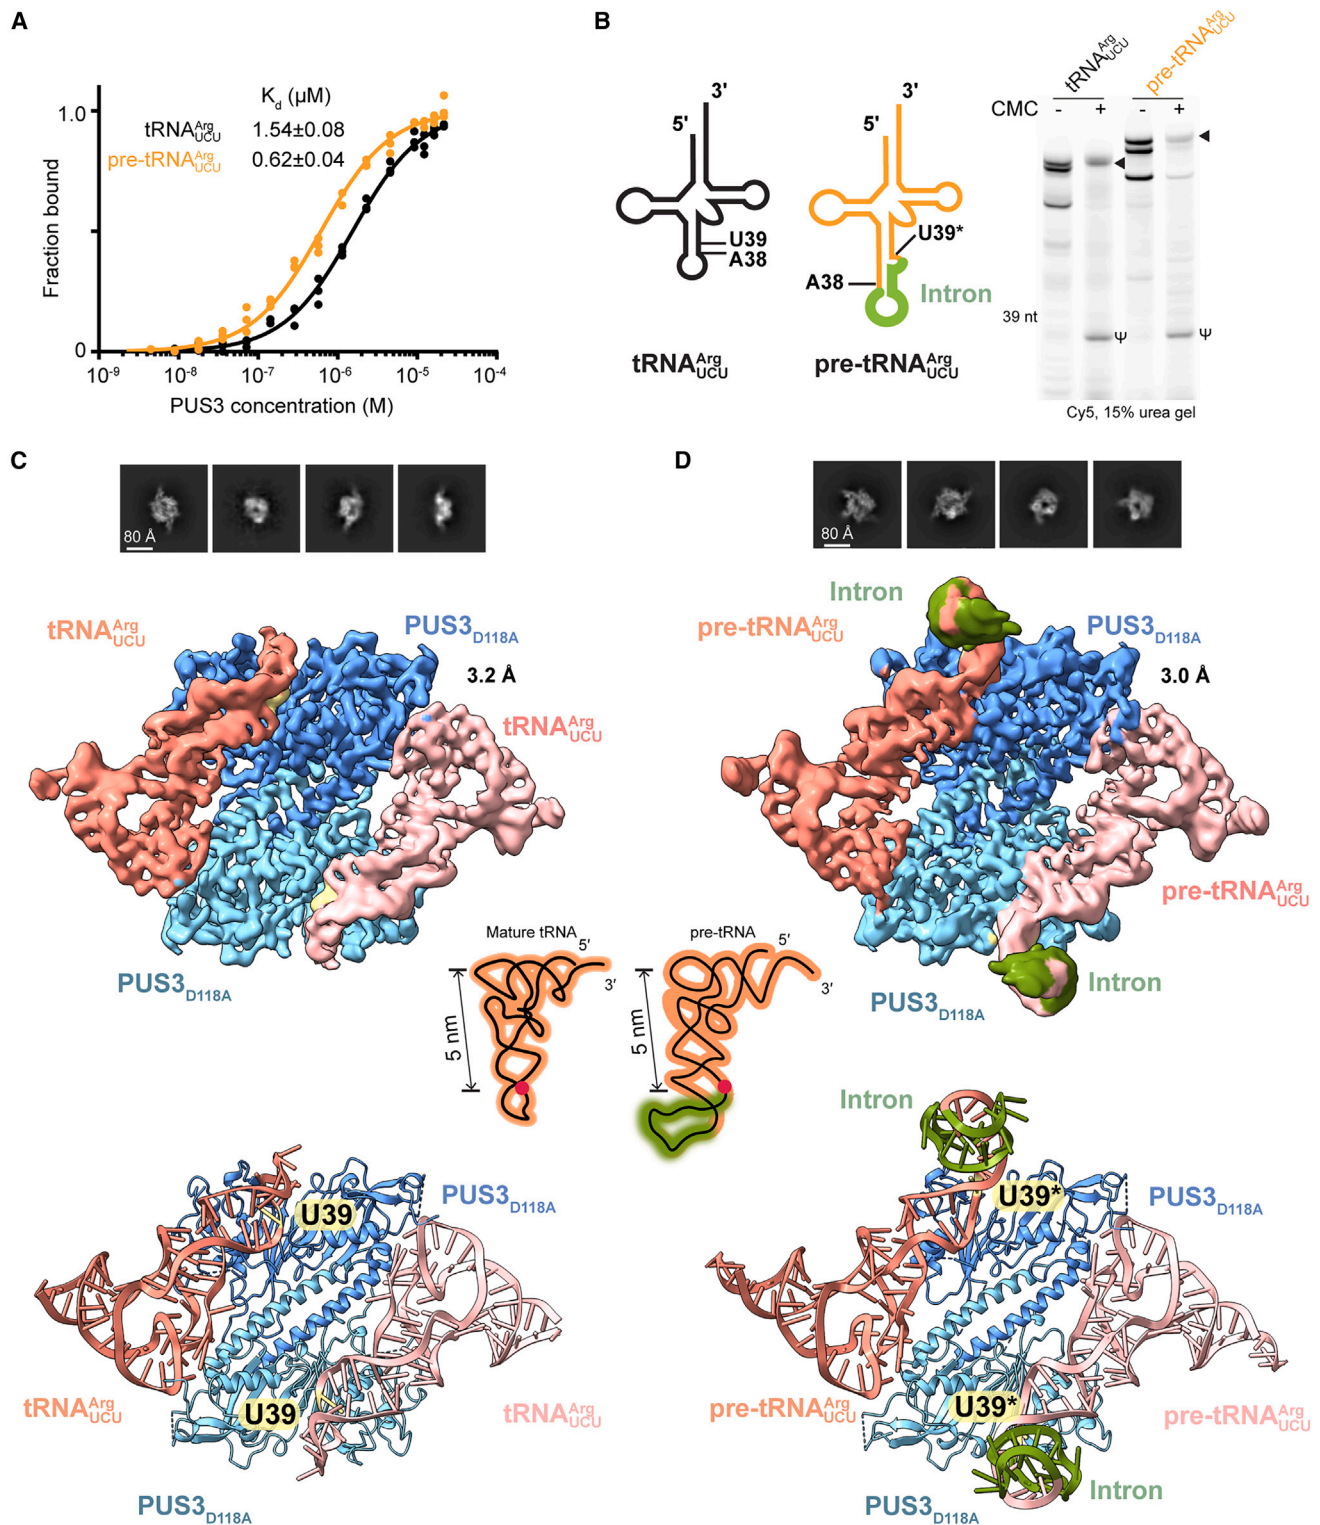 A
K_d (μM)
tRNA^Arg_UCU 1.54±0.08
pre-tRNA^Arg_UCU 0.62±0.04
1.0
0
Fraction bound
10^-9 10^-8 10^-7 10^-6 10^-5 10^-4
PUS3 concentration (M)
B
3'
5'
U39
A38
tRNA^Arg_UCU
3'
5'
U39*
A38
Intron
pre-tRNA^Arg_UCU
tRNA^Arg_UCU
pre-tRNA^Arg_UCU
CMC - + - +
39 nt
Ψ
Ψ
Cy5, 15% urea gel
C
80 Å
tRNA^Arg_UCU
PUS3_D118A
3.2 Å
tRNA^Arg_UCU
PUS3_D118A
D
80 Å
Intron
pre-tRNA^Arg_UCU
PUS3_D118A
3.0 Å
pre-tRNA^Arg_UCU
PUS3_D118A
Intron
Mature tRNA
5'
3'
5 nm
pre-tRNA
5'
3'
5 nm
U39
PUS3_D118A
tRNA^Arg_UCU
U39
tRNA^Arg_UCU
PUS3_D118A
Intron
U39*
PUS3_D118A
pre-tRNA^Arg_UCU
U39*
pre-tRNA^Arg_UCU
Intron
PUS3_D118A